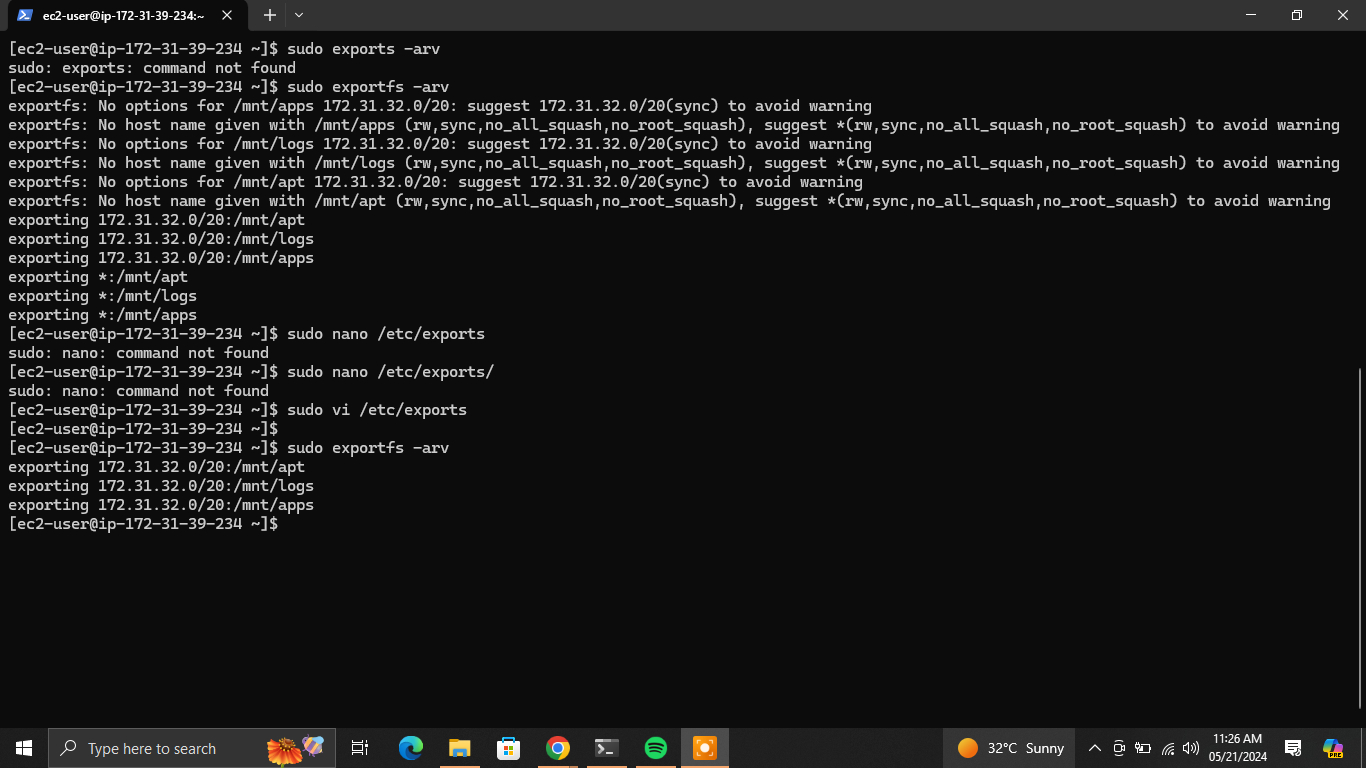 ec2-user@ip-172-31-39-234:~
[ec2-user@ip-172-31-39-234 ~]$ sudo exports -arv
sudo: exports: command not found
[ec2-user@ip-172-31-39-234 ~]$ sudo exportfs -arv
exportfs: No options for /mnt/apps 172.31.32.0/20: suggest 172.31.32.0/20(sync) to avoid warning
exportfs: No host name given with /mnt/apps (rw,sync,no_all_squash,no_root_squash), suggest *(rw,sync,no_all_squash,no_root_squash) to avoid warning
exportfs: No options for /mnt/logs 172.31.32.0/20: suggest 172.31.32.0/20(sync) to avoid warning
exportfs: No host name given with /mnt/logs (rw,sync,no_all_squash,no_root_squash), suggest *(rw,sync,no_all_squash,no_root_squash) to avoid warning
exportfs: No options for /mnt/apt 172.31.32.0/20: suggest 172.31.32.0/20(sync) to avoid warning
exportfs: No host name given with /mnt/apt (rw,sync,no_all_squash,no_root_squash), suggest *(rw,sync,no_all_squash,no_root_squash) to avoid warning
exporting 172.31.32.0/20:/mnt/apt
exporting 172.31.32.0/20:/mnt/logs
exporting 172.31.32.0/20:/mnt/apps
exporting *:/mnt/apt
exporting *:/mnt/logs
exporting *:/mnt/apps
[ec2-user@ip-172-31-39-234 ~]$ sudo nano /etc/exports
sudo: nano: command not found
[ec2-user@ip-172-31-39-234 ~]$ sudo nano /etc/exports/
sudo: nano: command not found
[ec2-user@ip-172-31-39-234 ~]$ sudo vi /etc/exports
[ec2-user@ip-172-31-39-234 ~]$
[ec2-user@ip-172-31-39-234 ~]$ sudo exportfs -arv
exporting 172.31.32.0/20:/mnt/apt
exporting 172.31.32.0/20:/mnt/logs
exporting 172.31.32.0/20:/mnt/apps
[ec2-user@ip-172-31-39-234 ~]$
Type here to search
32°C Sunny
11:26 AM
05/21/2024
PRE